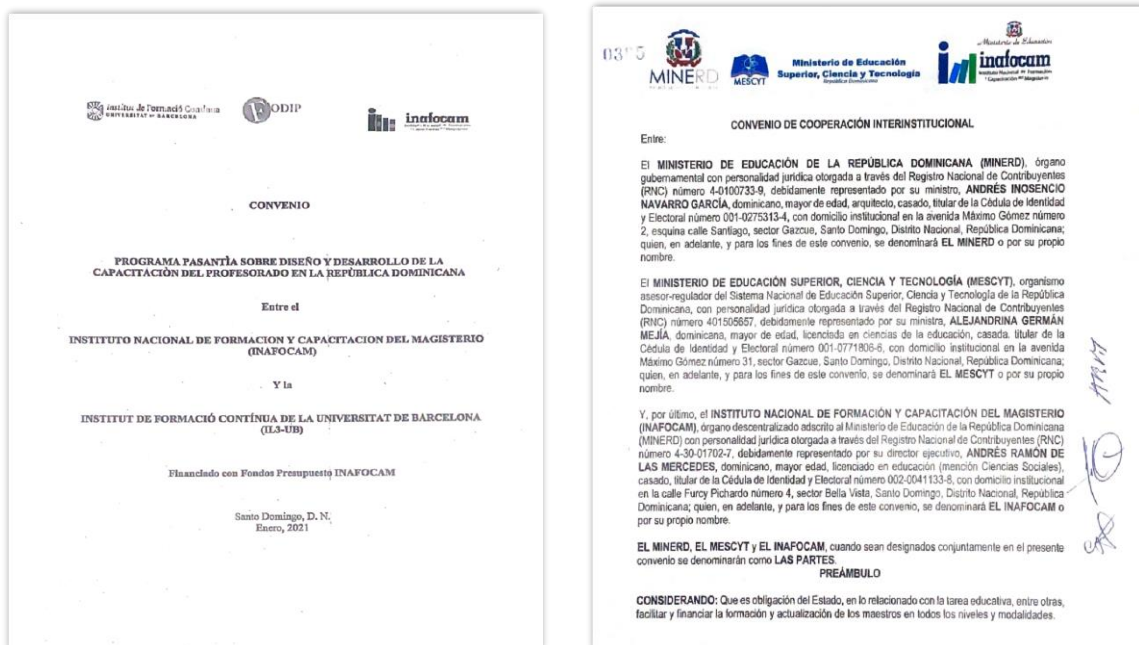 Institut de Formació Contínua
UNIVERSITAT DE BARCELONA
FODIP
inafocam
CONVENIO
PROGRAMA PASANTÌA SOBRE DISEÑO Y DESARROLLO DE LA
CAPACITACIÒN DEL PROFESORADO EN LA REPÚBLICA DOMINICANA
Entre el
INSTITUTO NACIONAL DE FORMACION Y CAPACITACION DEL MAGISTERIO
(INAFOCAM)
Y la
INSTITUT DE FORMACIÓ CONTÍNUA DE LA UNIVERSITAT DE BARCELONA
(IL3-UB)
Financiado con Fondos Presupuesto INAFOCAM
Santo Domingo, D. N.
Enero, 2021
MINERD
MESCYT
Ministerio de Educación
Superior, Ciencia y Tecnología
República Dominicana
Ministerio de Educación
inafocam
Instituto Nacional de Formación
y Capacitación del Magisterio
CONVENIO DE COOPERACIÓN INTERINSTITUCIONAL
Entre:
El MINISTERIO DE EDUCACIÓN DE LA REPÚBLICA DOMINICANA (MINERD), órgano
gubernamental con personalidad jurídica otorgada a través del Registro Nacional de Contribuyentes
(RNC) número 4-0100733-9, debidamente representado por su ministro, ANDRÉS INOSENCIO
NAVARRO GARCÍA, dominicano, mayor de edad, arquitecto, casado, titular de la Cédula de Identidad
y Electoral número 001-0275313-4, con domicilio institucional en la avenida Máximo Gómez número
2, esquina calle Santiago, sector Gazcue, Santo Domingo, Distrito Nacional, República Dominicana;
quien, en adelante, y para los fines de este convenio, se denominará EL MINERD o por su propio
nombre.
El MINISTERIO DE EDUCACIÓN SUPERIOR, CIENCIA Y TECNOLOGÍA (MESCYT), organismo
asesor-regulador del Sistema Nacional de Educación Superior, Ciencia y Tecnología de la República
Dominicana, con personalidad jurídica otorgada a través del Registro Nacional de Contribuyentes
(RNC) número 401505657, debidamente representado por su ministra, ALEJANDRINA GERMÁN
MEJÍA, dominicana, mayor de edad, licenciada en ciencias de la educación, casada, titular de la
Cédula de Identidad y Electoral número 001-0771806-6, con domicilio institucional en la avenida
Máximo Gómez número 31, sector Gazcue, Santo Domingo, Distrito Nacional, República Dominicana;
quien, en adelante, y para los fines de este convenio, se denominará EL MESCYT o por su propio
nombre.
Y, por último, el INSTITUTO NACIONAL DE FORMACIÓN Y CAPACITACIÓN DEL MAGISTERIO
(INAFOCAM), órgano descentralizado adscrito al Ministerio de Educación de la República Dominicana
(MINERD) con personalidad jurídica otorgada a través del Registro Nacional de Contribuyentes (RNC)
número 4-30-01702-7, debidamente representado por su director ejecutivo, ANDRÉS RAMÓN DE
LAS MERCEDES, dominicano, mayor edad, licenciado en educación (mención Ciencias Sociales),
casado, titular de la Cédula de Identidad y Electoral número 002-0041133-8, con domicilio institucional
en la calle Furcy Pichardo número 4, sector Bella Vista, Santo Domingo, Distrito Nacional, República
Dominicana; quien, en adelante, y para los fines de este convenio, se denominará EL INAFOCAM o
por su propio nombre.
EL MINERD, EL MESCYT y EL INAFOCAM, cuando sean designados conjuntamente en el presente
convenio se denominarán como LAS PARTES.
PREÁMBULO
CONSIDERANDO: Que es obligación del Estado, en lo relacionado con la tarea educativa, entre otras,
facilitar y financiar la formación y actualización de los maestros en todos los niveles y modalidades.